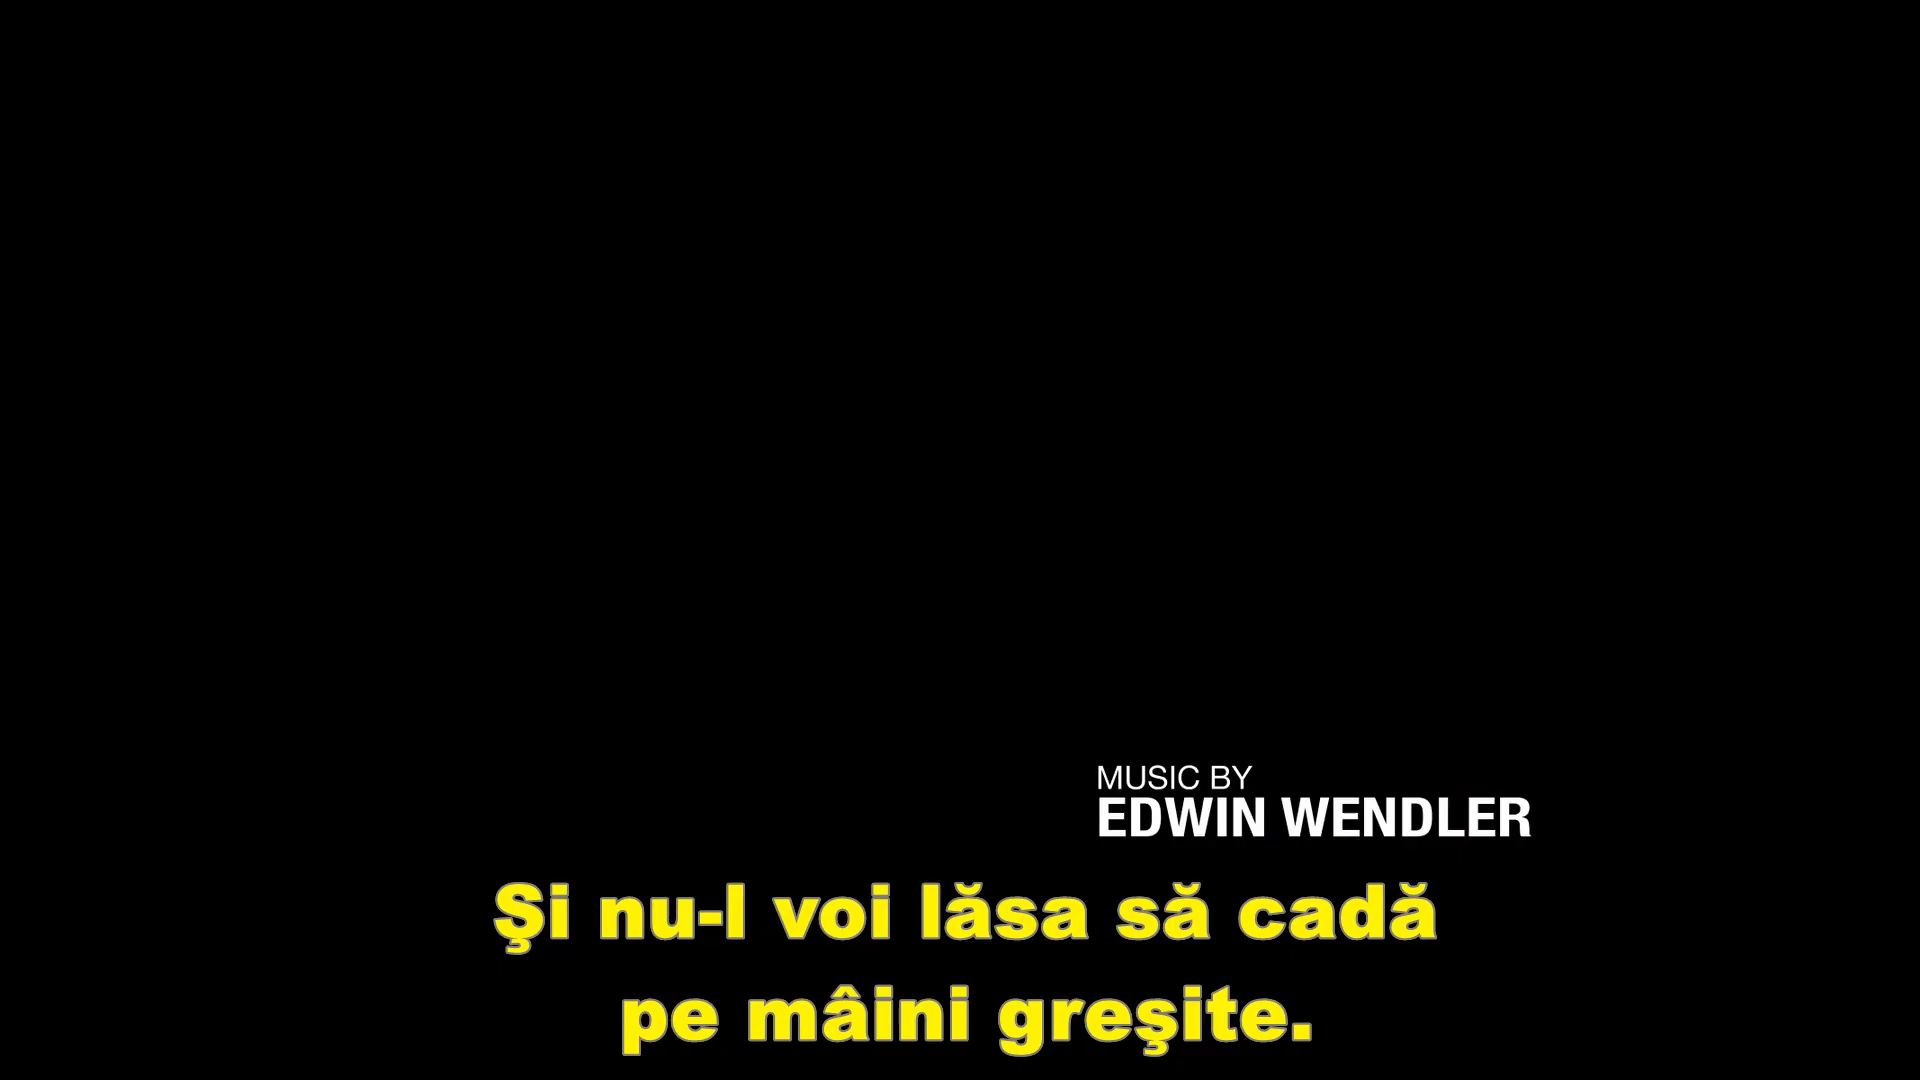 MUSIC BY
EDWIN WENDLER
Şi nu-l voi lăsa să cadă
pe mâini greşite.